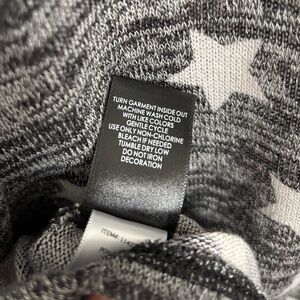 TURN GARMENT INSIDE OUT
MACHINE WASH COLD
WITH LIKE COLORS
GENTLE CYCLE
USE ONLY NON-CHLORINE
BLEACH IF NEEDED
TUMBLE DRY LOW
DO NOT IRON
DECORATION
ITEM#